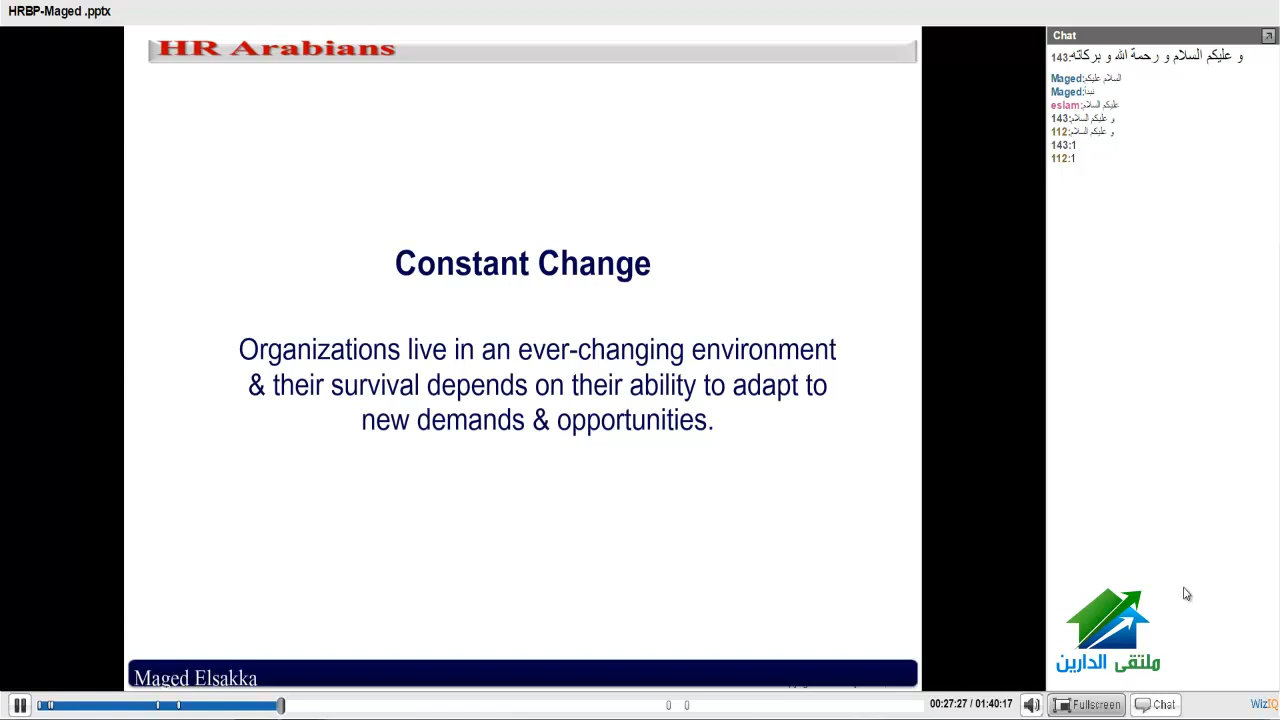 HRBP-Maged .pptx
HR Arabians
Constant Change
Organizations live in an ever-changing environment
& their survival depends on their ability to adapt to
new demands & opportunities.
Maged Elsakka
Chat
143:و عليكم السلام و رحمة الله و بركاته
Maged:السلام عليكم
Maged:نبدأ
eslam:عليكم السلام
143:و عليكم السلام
112:و عليكم السلام
143:1
112:1
ملتقى الدارين
00:27:27 / 01:40:17
Fullscreen
Chat
WizIQ